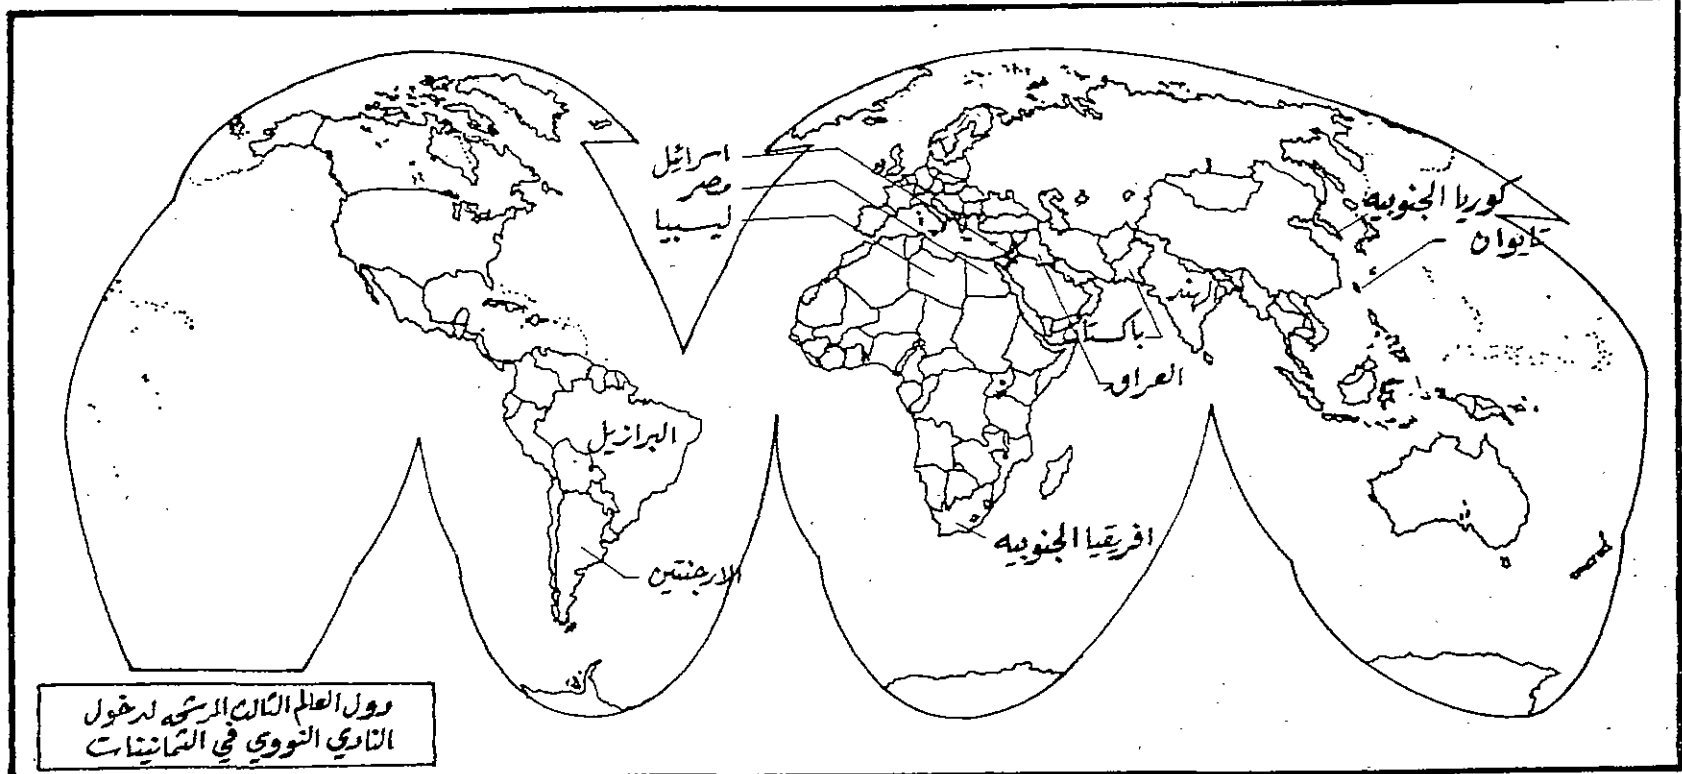 اسرائيل
مصر
ليبيا
كوريا الجنوبيه
تايوان
الهند
باكستان
العراق
البرازيل
افريقيا الجنوبيه
الارجنتين
دول العالم الثالث المرشحه لدخول
النادي النووي في الثمانينات